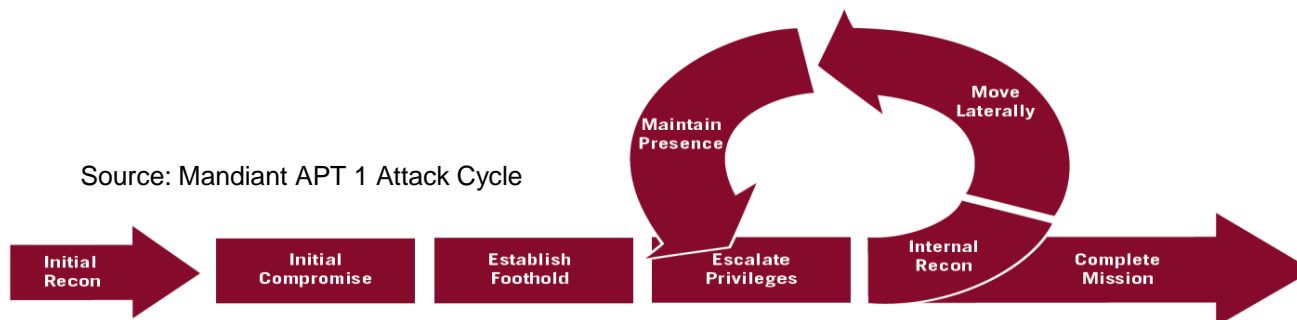 Maintain
Presence
Move
Laterally
Source: Mandiant APT 1 Attack Cycle
Initial
Recon
Initial
Compromise
Establish
Foothold
Escalate
Privileges
Internal
Recon
Complete
Mission